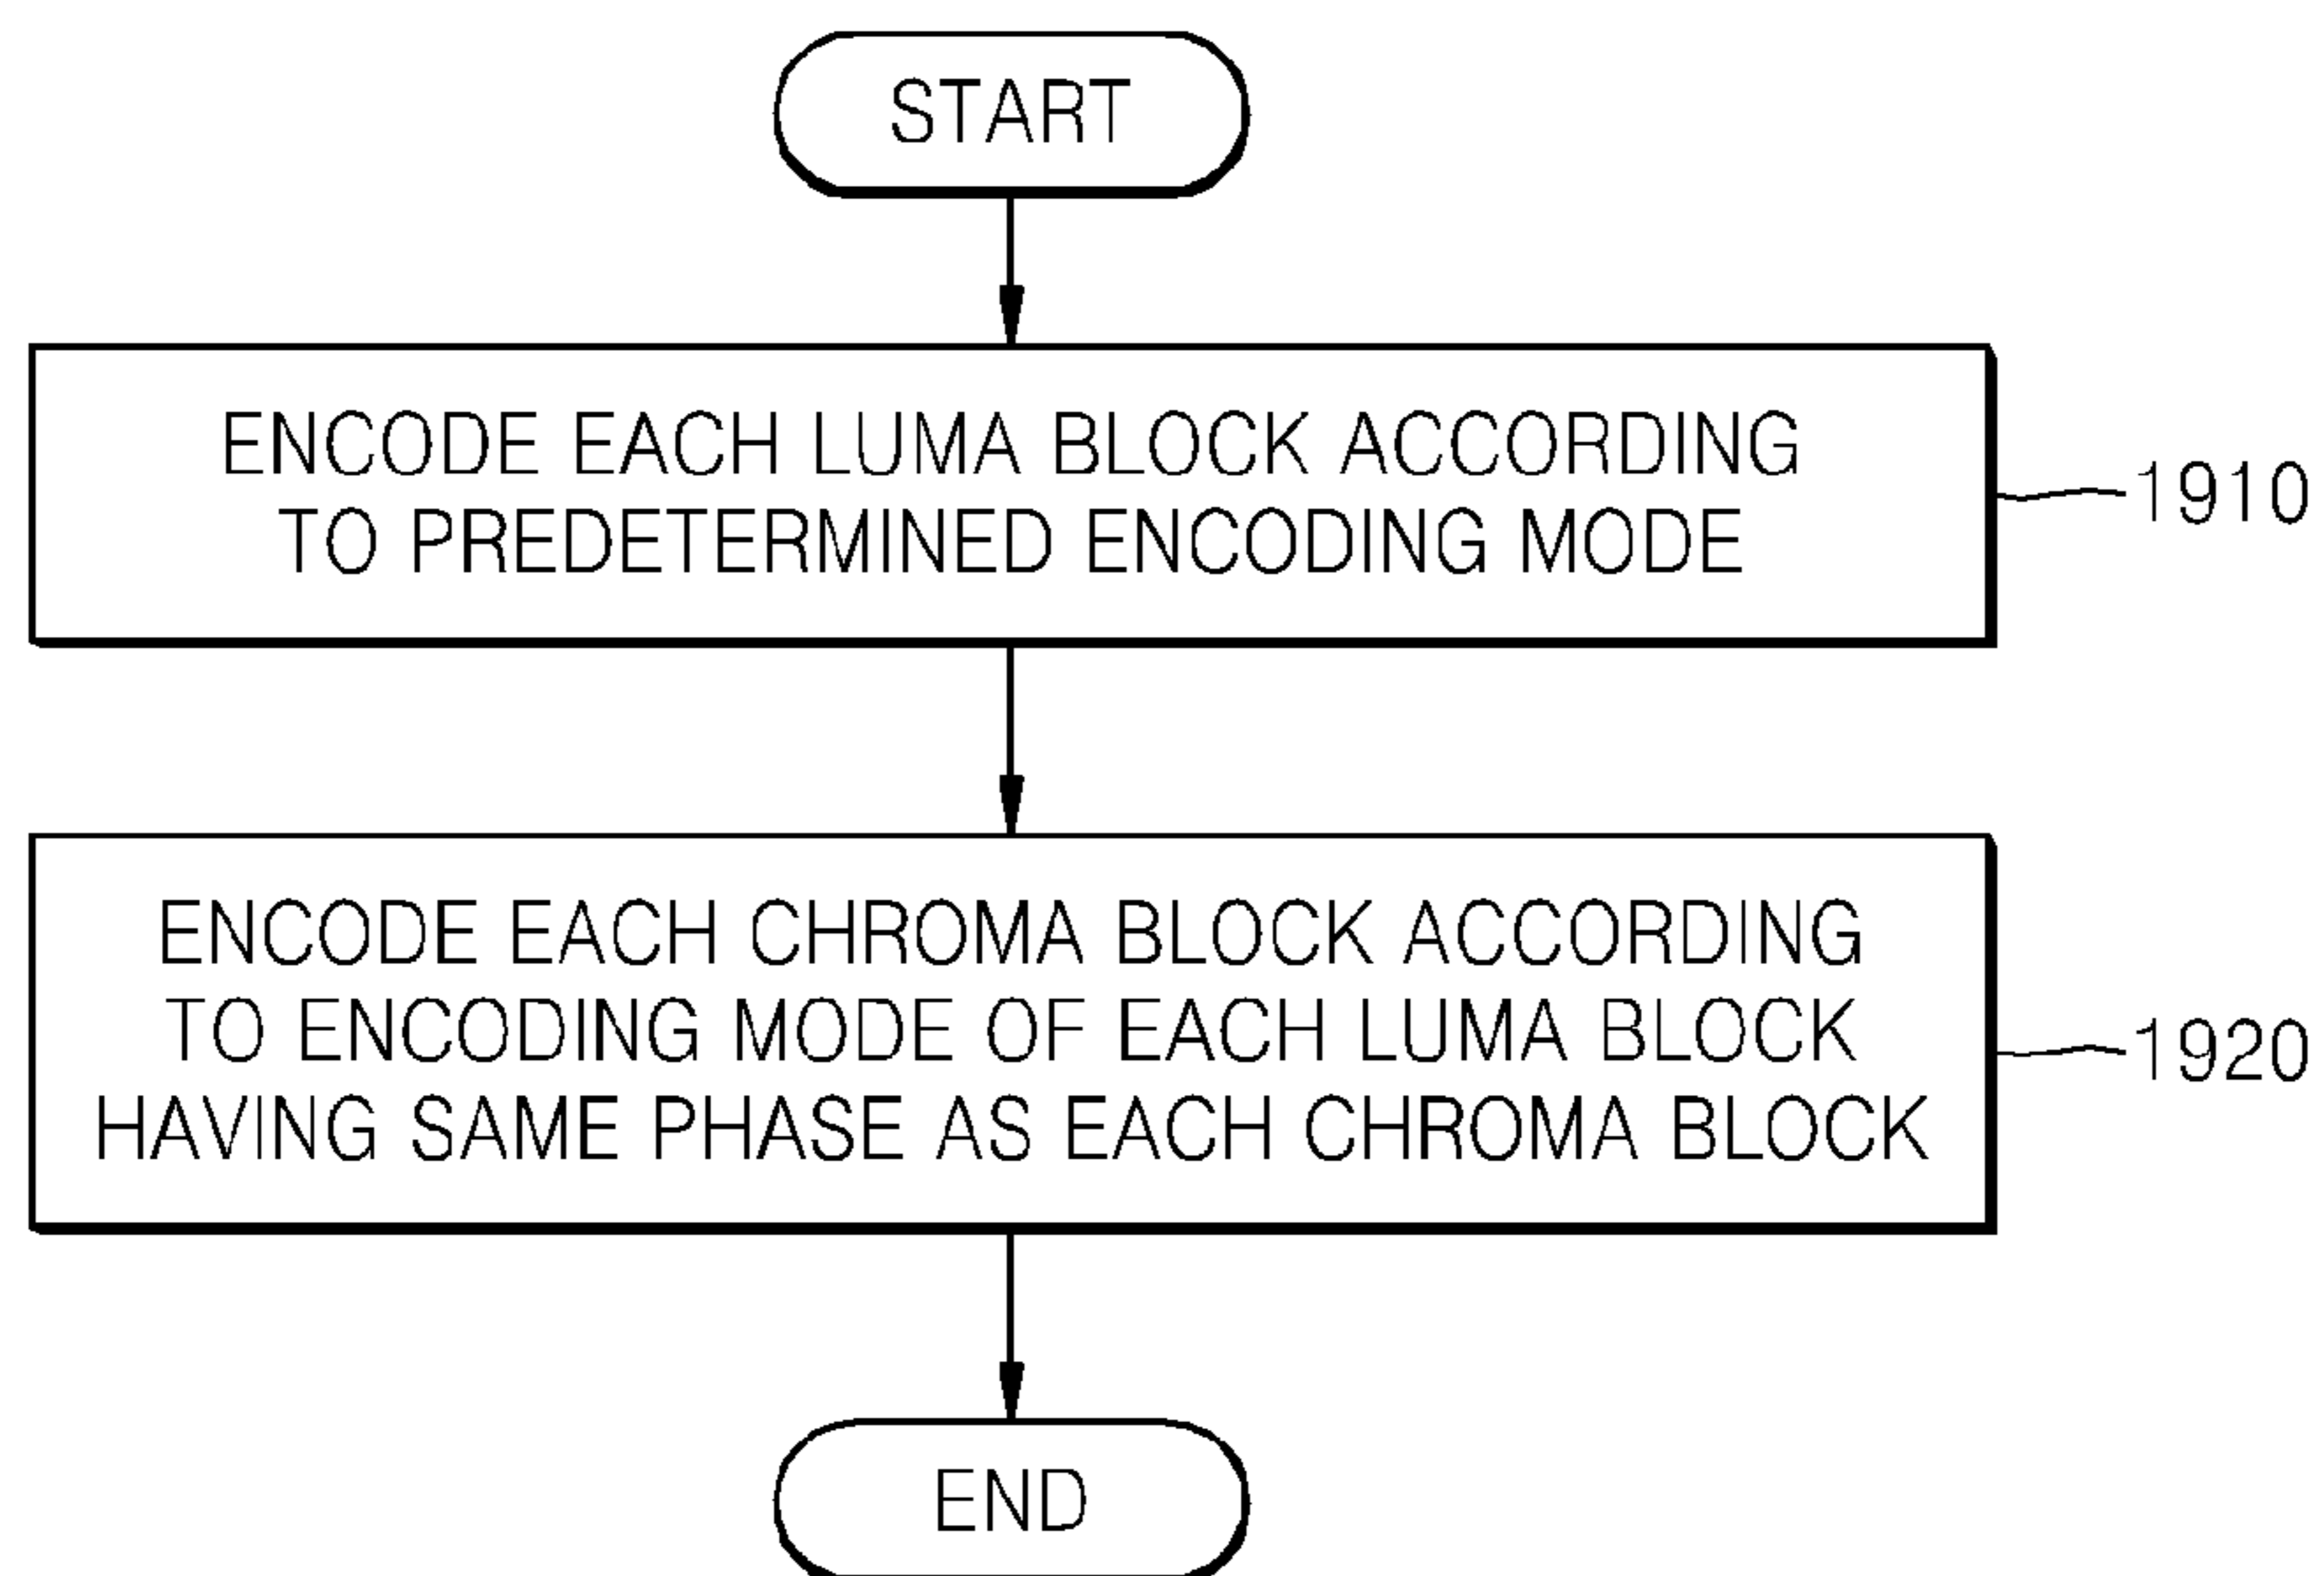 START
ENCODE EACH LUMA BLOCK ACCORDING
TO PREDETERMINED ENCODING MODE
1910
ENCODE EACH CHROMA BLOCK ACCORDING
TO ENCODING MODE OF EACH LUMA BLOCK
HAVING SAME PHASE AS EACH CHROMA BLOCK
1920
END